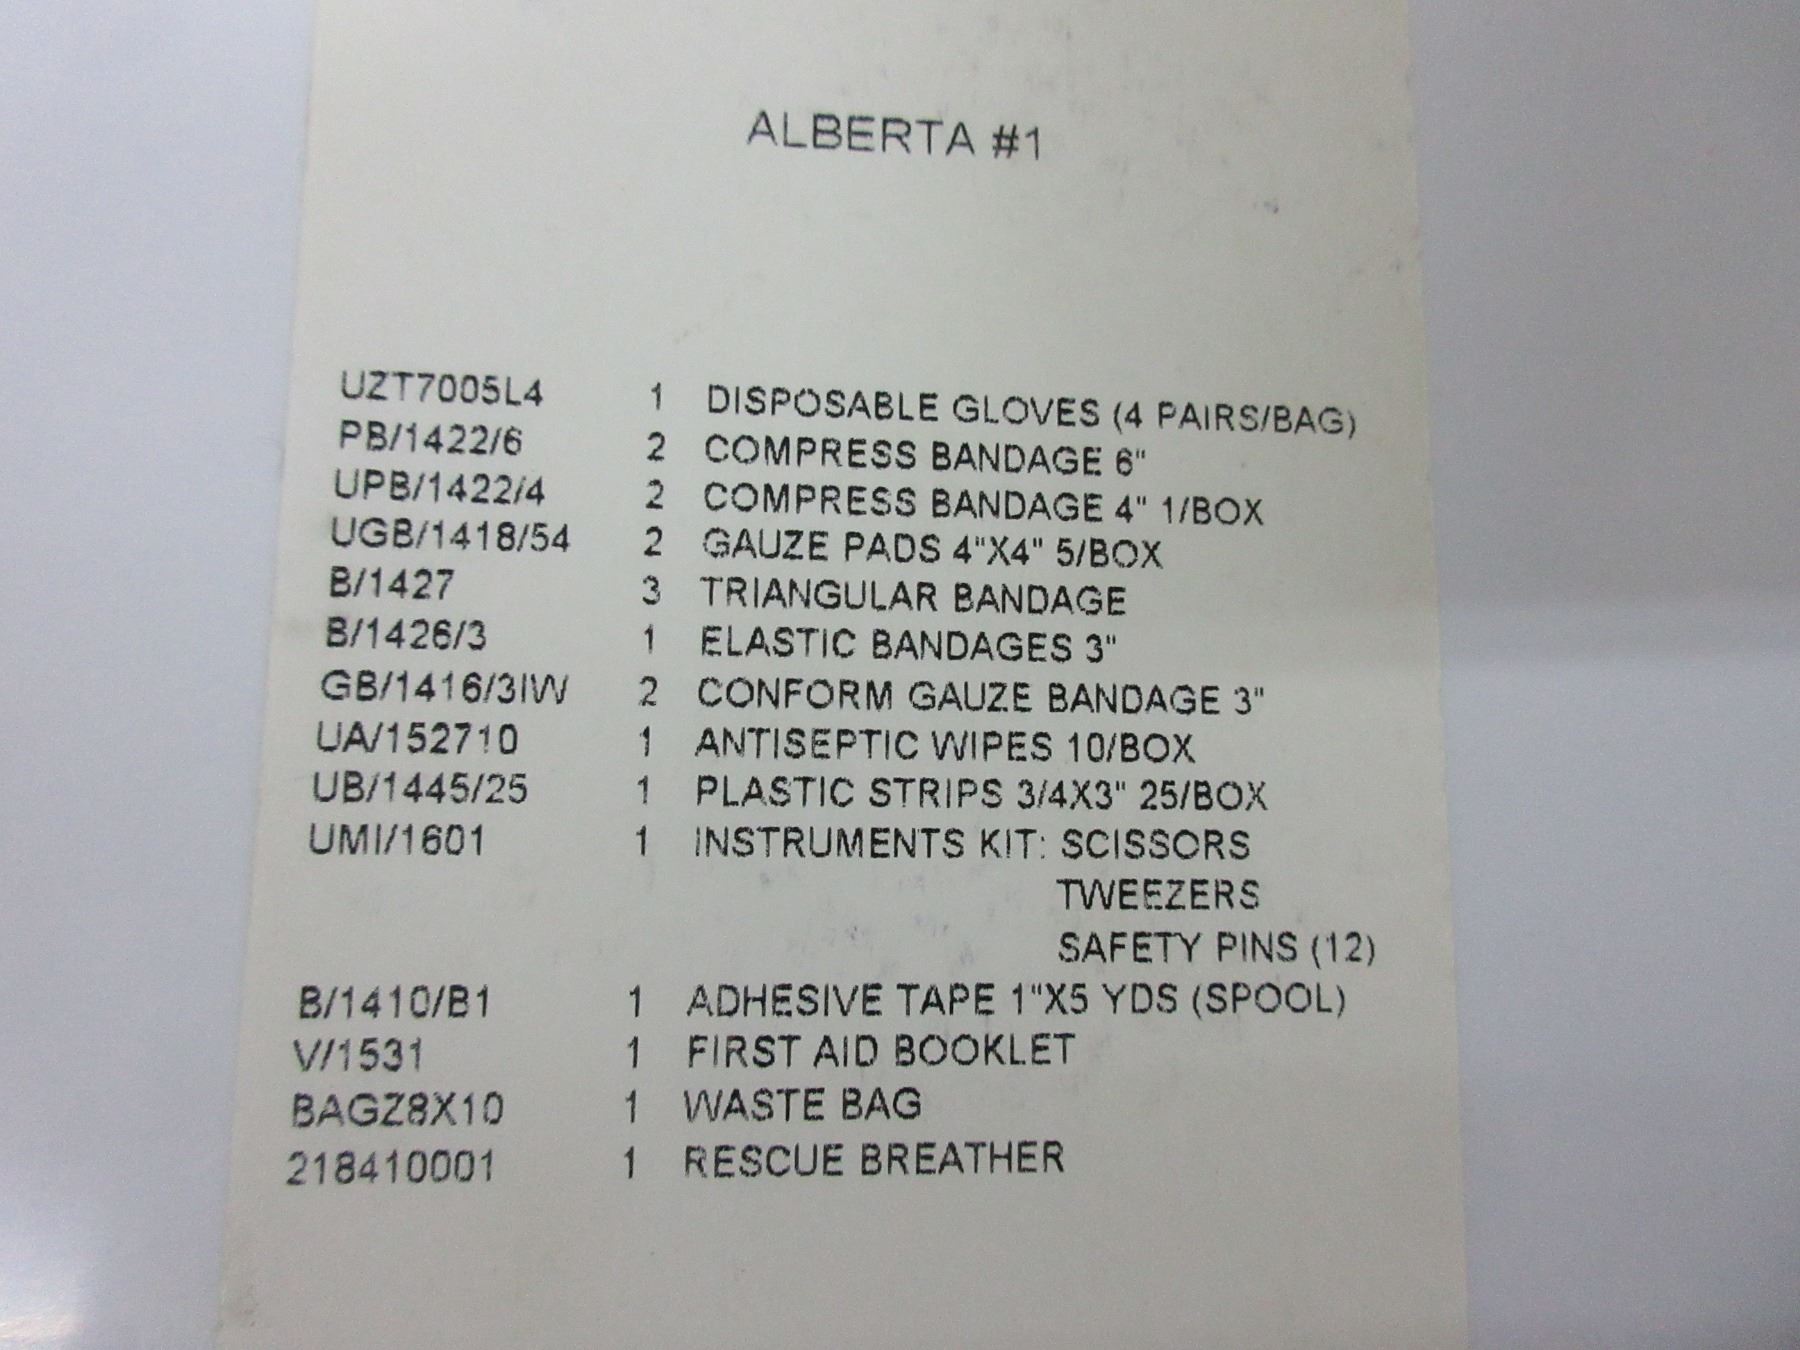 ALBERTA #1
UZT7005L4 1 DISPOSABLE GLOVES (4 PAIRS/BAG)
PB/1422/6 2 COMPRESS BANDAGE 6"
UPB/1422/4 2 COMPRESS BANDAGE 4" 1/BOX
UGB/1418/54 2 GAUZE PADS 4"X4" 5/BOX
B/1427 3 TRIANGULAR BANDAGE
B/1426/3 1 ELASTIC BANDAGES 3"
GB/1416/3IW 2 CONFORM GAUZE BANDAGE 3"
UA/152710 1 ANTISEPTIC WIPES 10/BOX
UB/1445/25 1 PLASTIC STRIPS 3/4X3" 25/BOX
UMI/1601 1 INSTRUMENTS KIT: SCISSORS
TWEEZERS
SAFETY PINS (12)
B/1410/B1 1 ADHESIVE TAPE 1"X5 YDS (SPOOL)
V/1531 1 FIRST AID BOOKLET
BAGZ8X10 1 WASTE BAG
218410001 1 RESCUE BREATHER